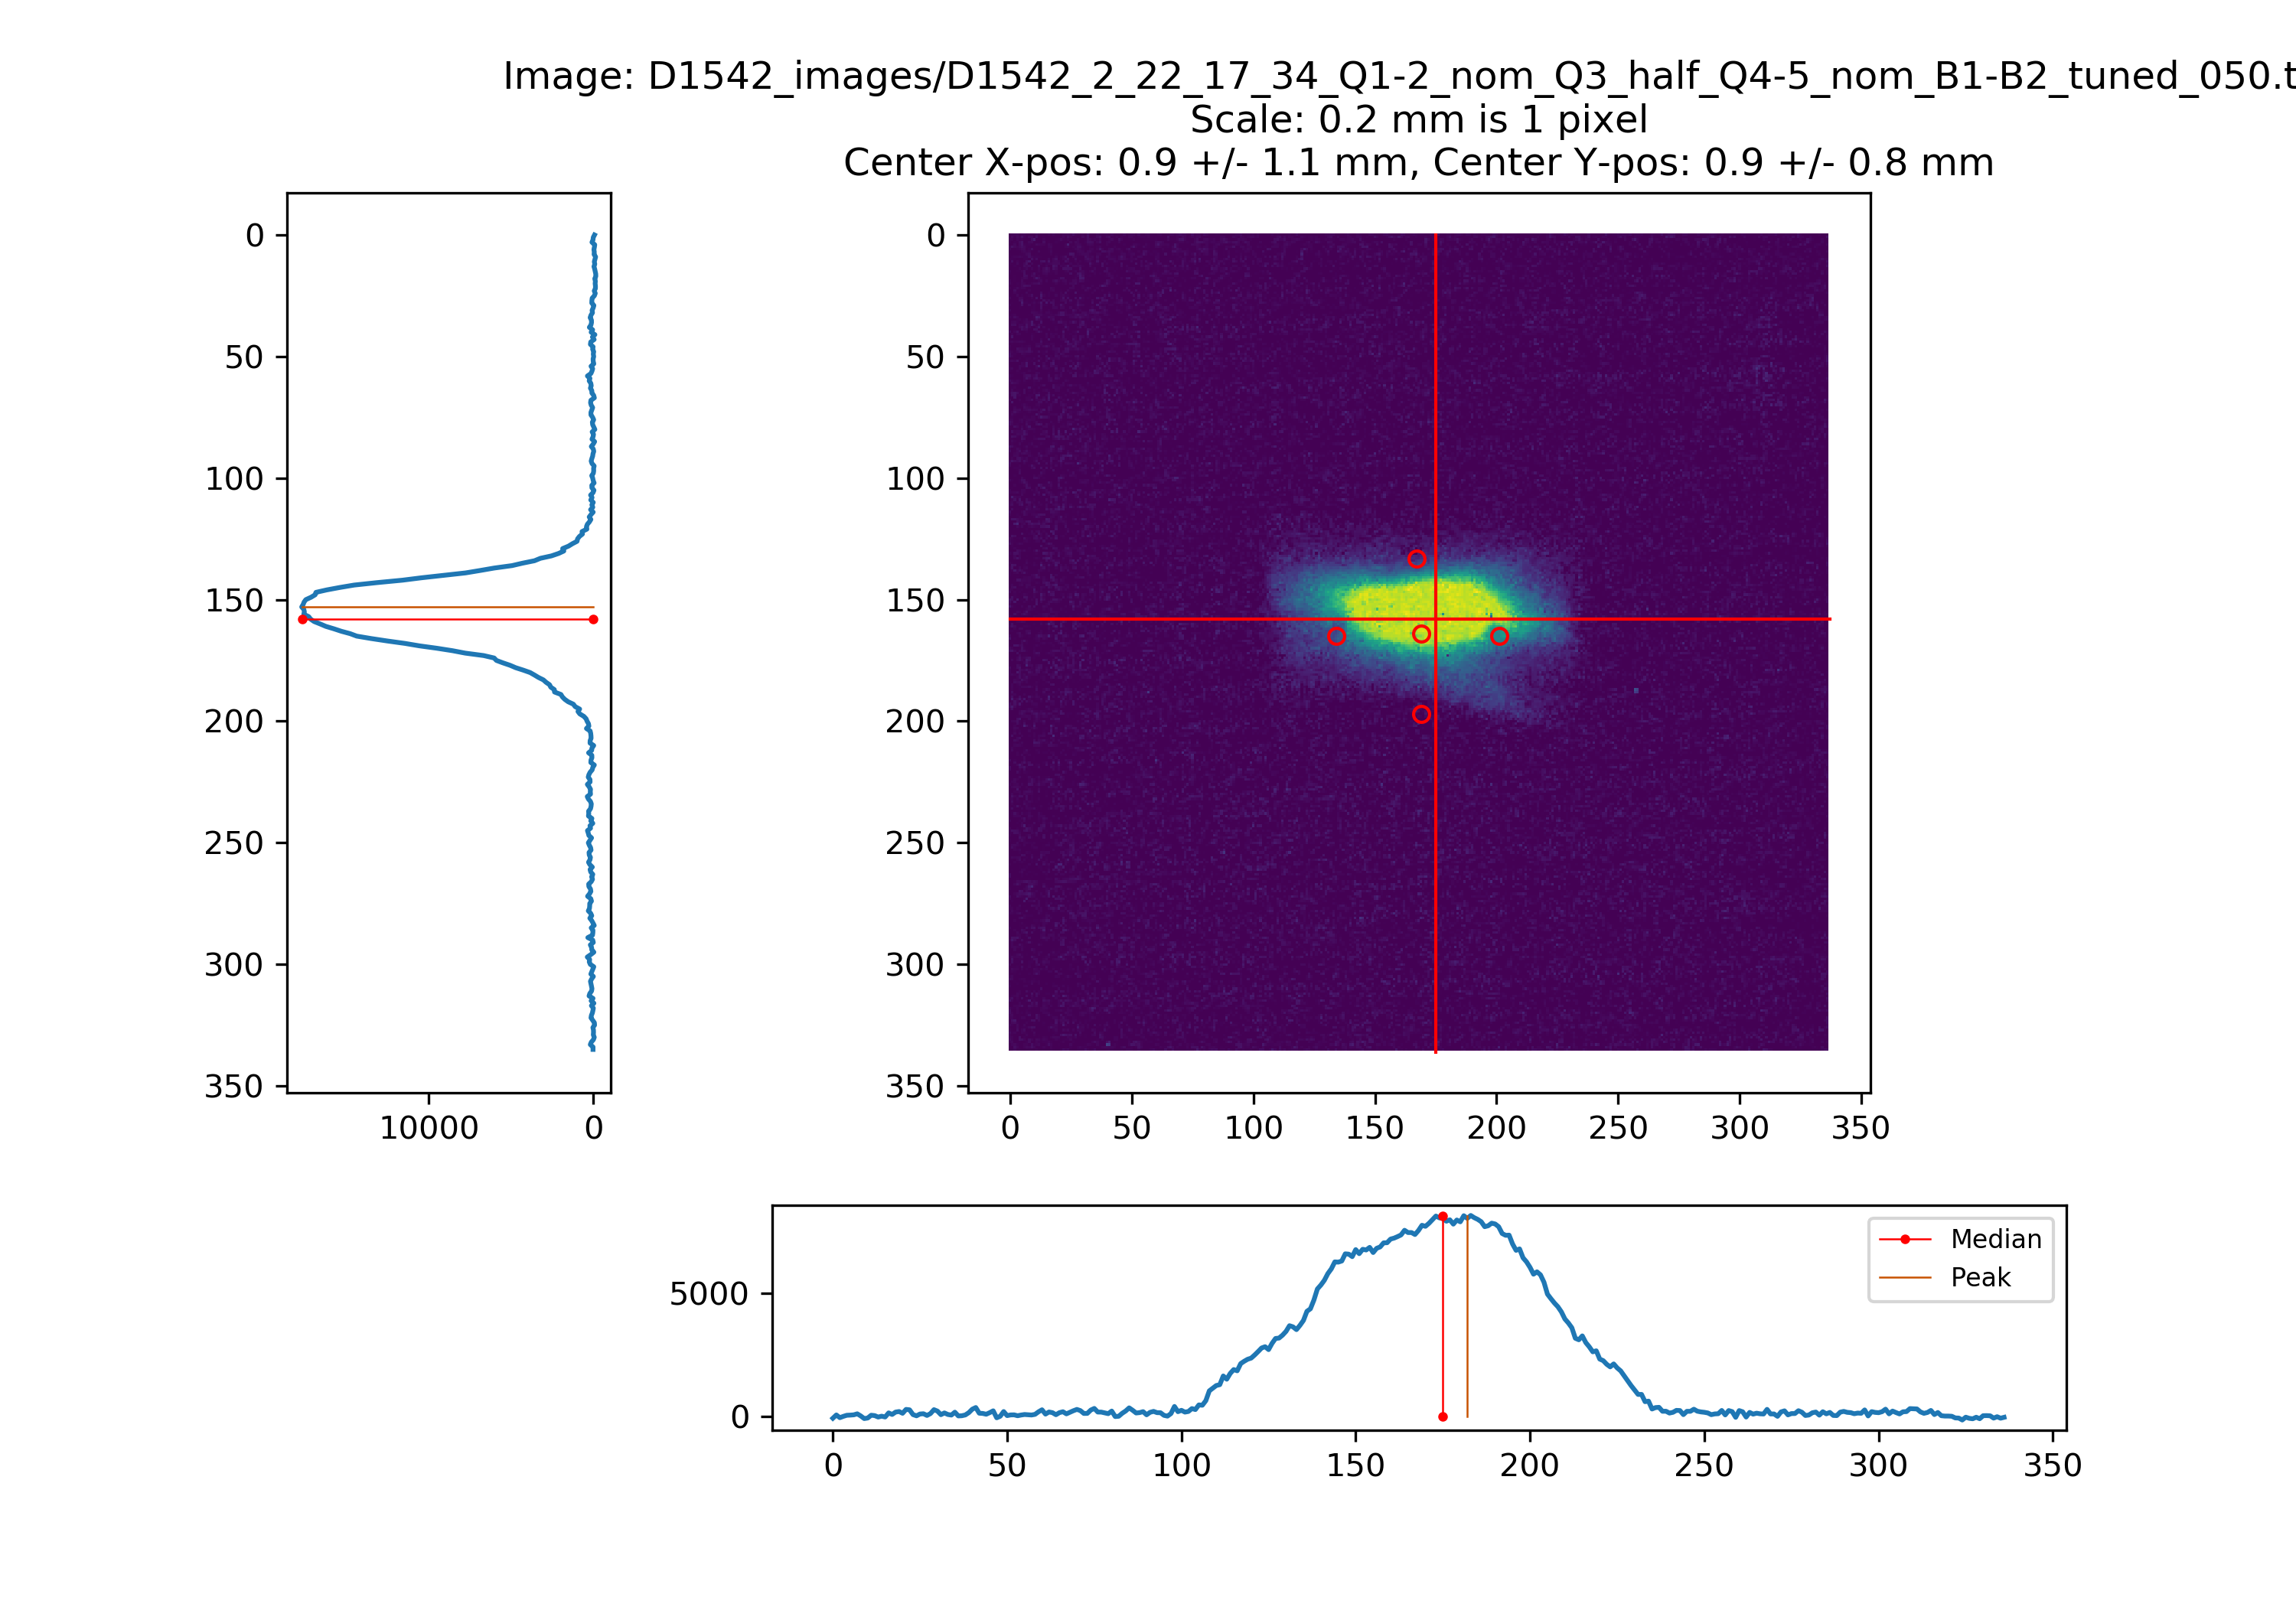 Image: D1542_images/D1542_2_22_17_34_Q1-2_nom_Q3_half_Q4-5_nom_B1-B2_tuned_050.t
Scale: 0.2 mm is 1 pixel
Center X-pos: 0.9 +/- 1.1 mm, Center Y-pos: 0.9 +/- 0.8 mm
0
50
100
150
200
250
300
350
10000 0
0
50
100
150
200
250
300
350
0 50 100 150 200 250 300 350
5000
0
Median
Peak
0 50 100 150 200 250 300 350